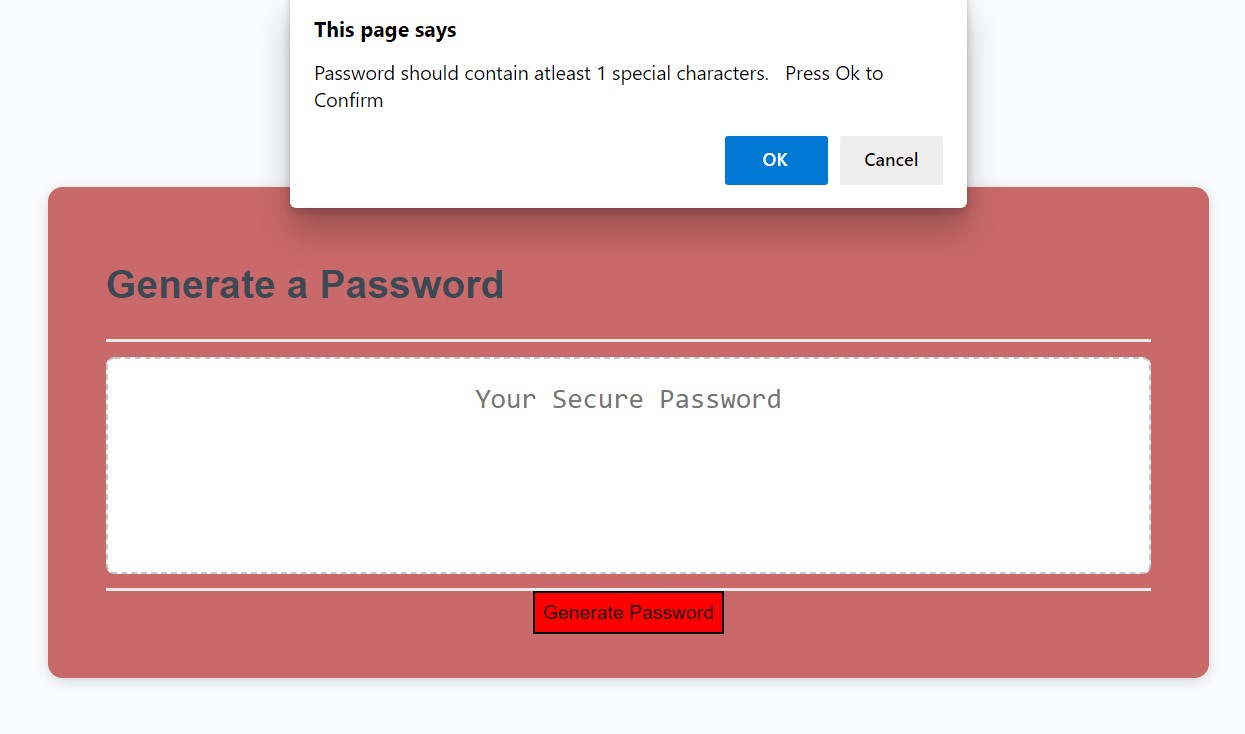 This page says
Password should contain atleast 1 special characters.   Press Ok to
Confirm
OK
Cancel
Generate a Password
Your Secure Password
Generate Password